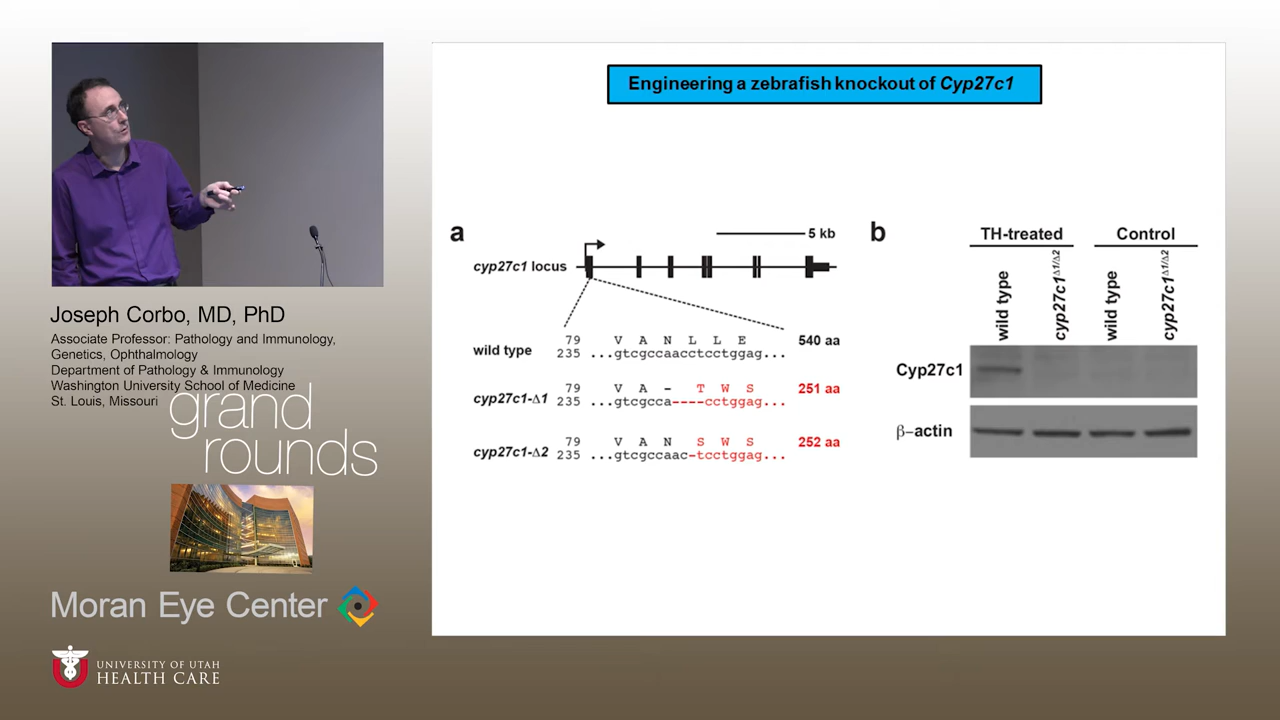 Engineering a zebrafish knockout of Cyp27c1
a
5 kb
cyp27c1 locus
wild type
79 V A N L L E 540 aa
235 ...gtcgccaacctcctggag...
cyp27c1-Δ1
79 V A – T W S 251 aa
235 ...gtcgcca----cctggag...
cyp27c1-Δ2
79 V A N S W S 252 aa
235 ...gtcgccaac-tcctggag...
b
TH-treated Control
wild type
cyp27c1Δ1/Δ2
wild type
cyp27c1Δ1/Δ2
Cyp27c1
β–actin
Joseph Corbo, MD, PhD
Associate Professor: Pathology and Immunology,
Genetics, Ophthalmology
Department of Pathology & Immunology
Washington University School of Medicine
St. Louis, Missouri
grand
rounds
Moran Eye Center
U
UNIVERSITY OF UTAH
HEALTH CARE